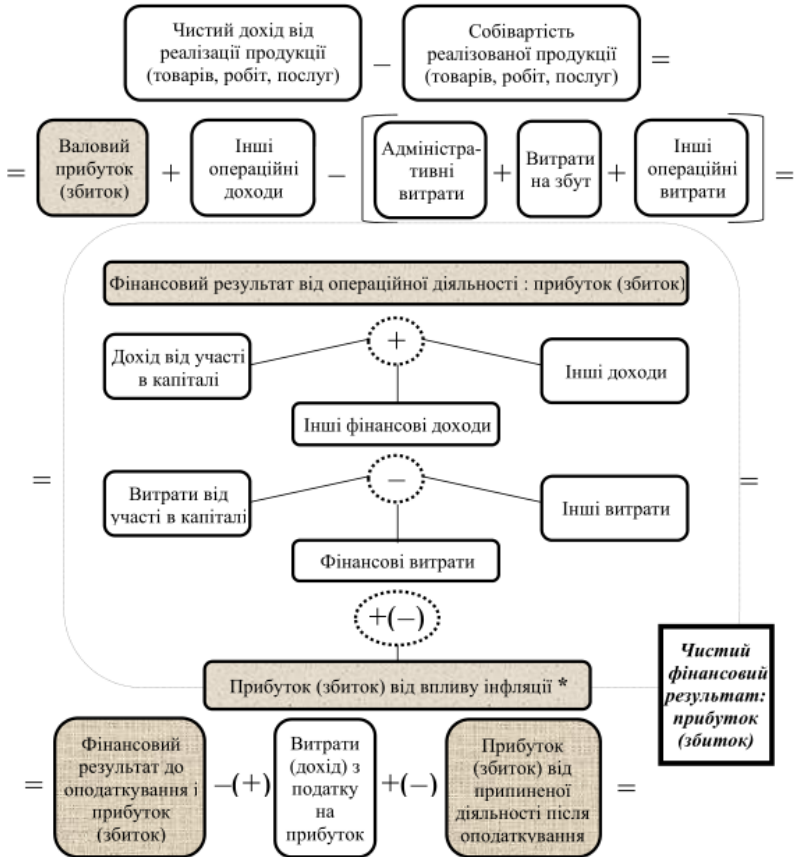 Чистий дохід від
реалізації продукції
(товарів, робіт, послуг)
–
Собівартість
реалізованої продукції
(товарів, робіт, послуг)
=
=
Валовий
прибуток
(збиток)
+
Інші
операційні
доходи
–
Адміністра-
тивні
витрати
+
Витрати
на збут
+
Інші
операційні
витрати
=
Фінансовий результат від операційної діяльності : прибуток (збиток)
+
Дохід від участі
в капіталі
Інші доходи
Інші фінансові доходи
=
–
=
Витрати від
участі в капіталі
Інші витрати
Фінансові витрати
+(–)
Прибуток (збиток) від впливу інфляції *
Чистий
фінансовий
результат:
прибуток
(збиток)
=
Фінансовий
результат до
оподаткування і
прибуток
(збиток)
–(+)
Витрати
(дохід) з
податку
на
прибуток
+(–)
Прибуток
(збиток) від
припиненої
діяльності після
оподаткування
=